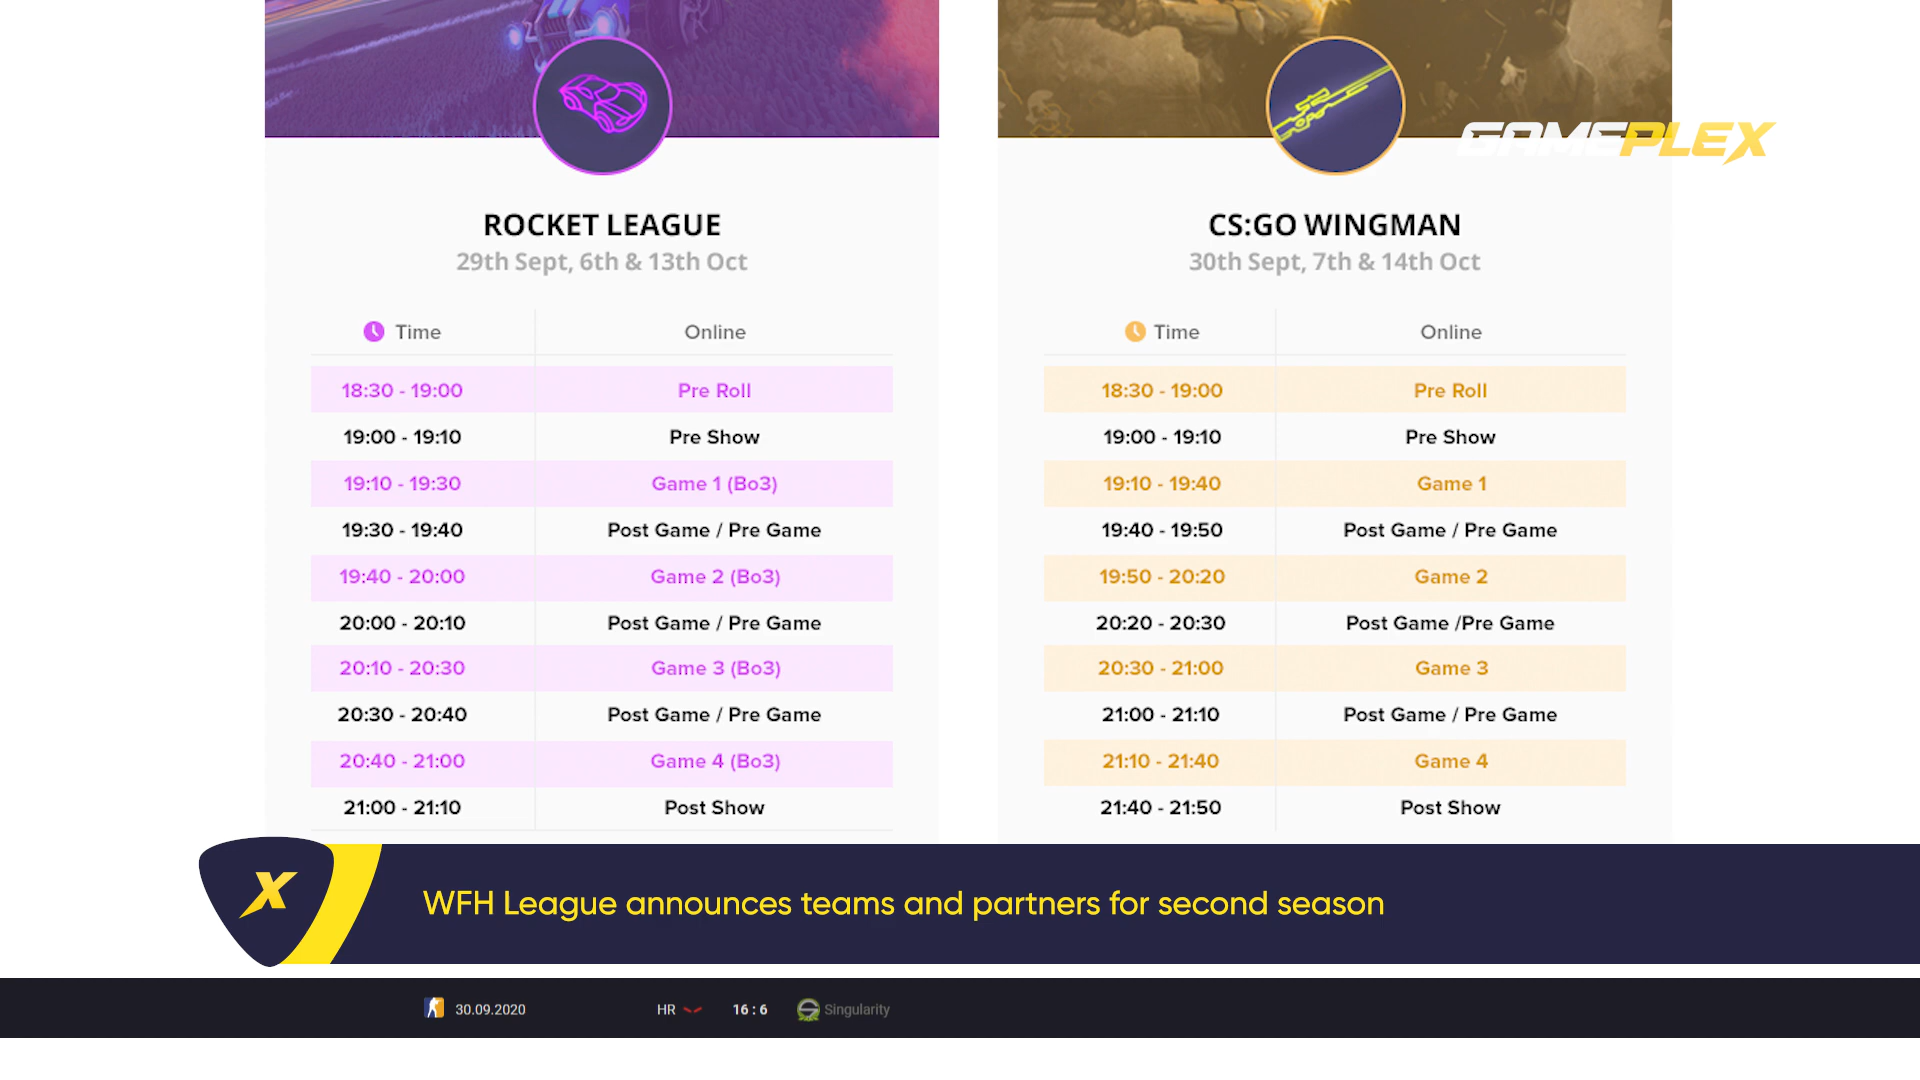 GAMEPLEX
ROCKET LEAGUE
29th Sept, 6th & 13th Oct
Time Online
18:30 - 19:00 Pre Roll
19:00 - 19:10 Pre Show
19:10 - 19:30 Game 1 (Bo3)
19:30 - 19:40 Post Game / Pre Game
19:40 - 20:00 Game 2 (Bo3)
20:00 - 20:10 Post Game / Pre Game
20:10 - 20:30 Game 3 (Bo3)
20:30 - 20:40 Post Game / Pre Game
20:40 - 21:00 Game 4 (Bo3)
21:00 - 21:10 Post Show
CS:GO WINGMAN
30th Sept, 7th & 14th Oct
Time Online
18:30 - 19:00 Pre Roll
19:00 - 19:10 Pre Show
19:10 - 19:40 Game 1
19:40 - 19:50 Post Game / Pre Game
19:50 - 20:20 Game 2
20:20 - 20:30 Post Game /Pre Game
20:30 - 21:00 Game 3
21:00 - 21:10 Post Game / Pre Game
21:10 - 21:40 Game 4
21:40 - 21:50 Post Show
X WFH League announces teams and partners for second season
30.09.2020 HR 16 : 6 Singularity